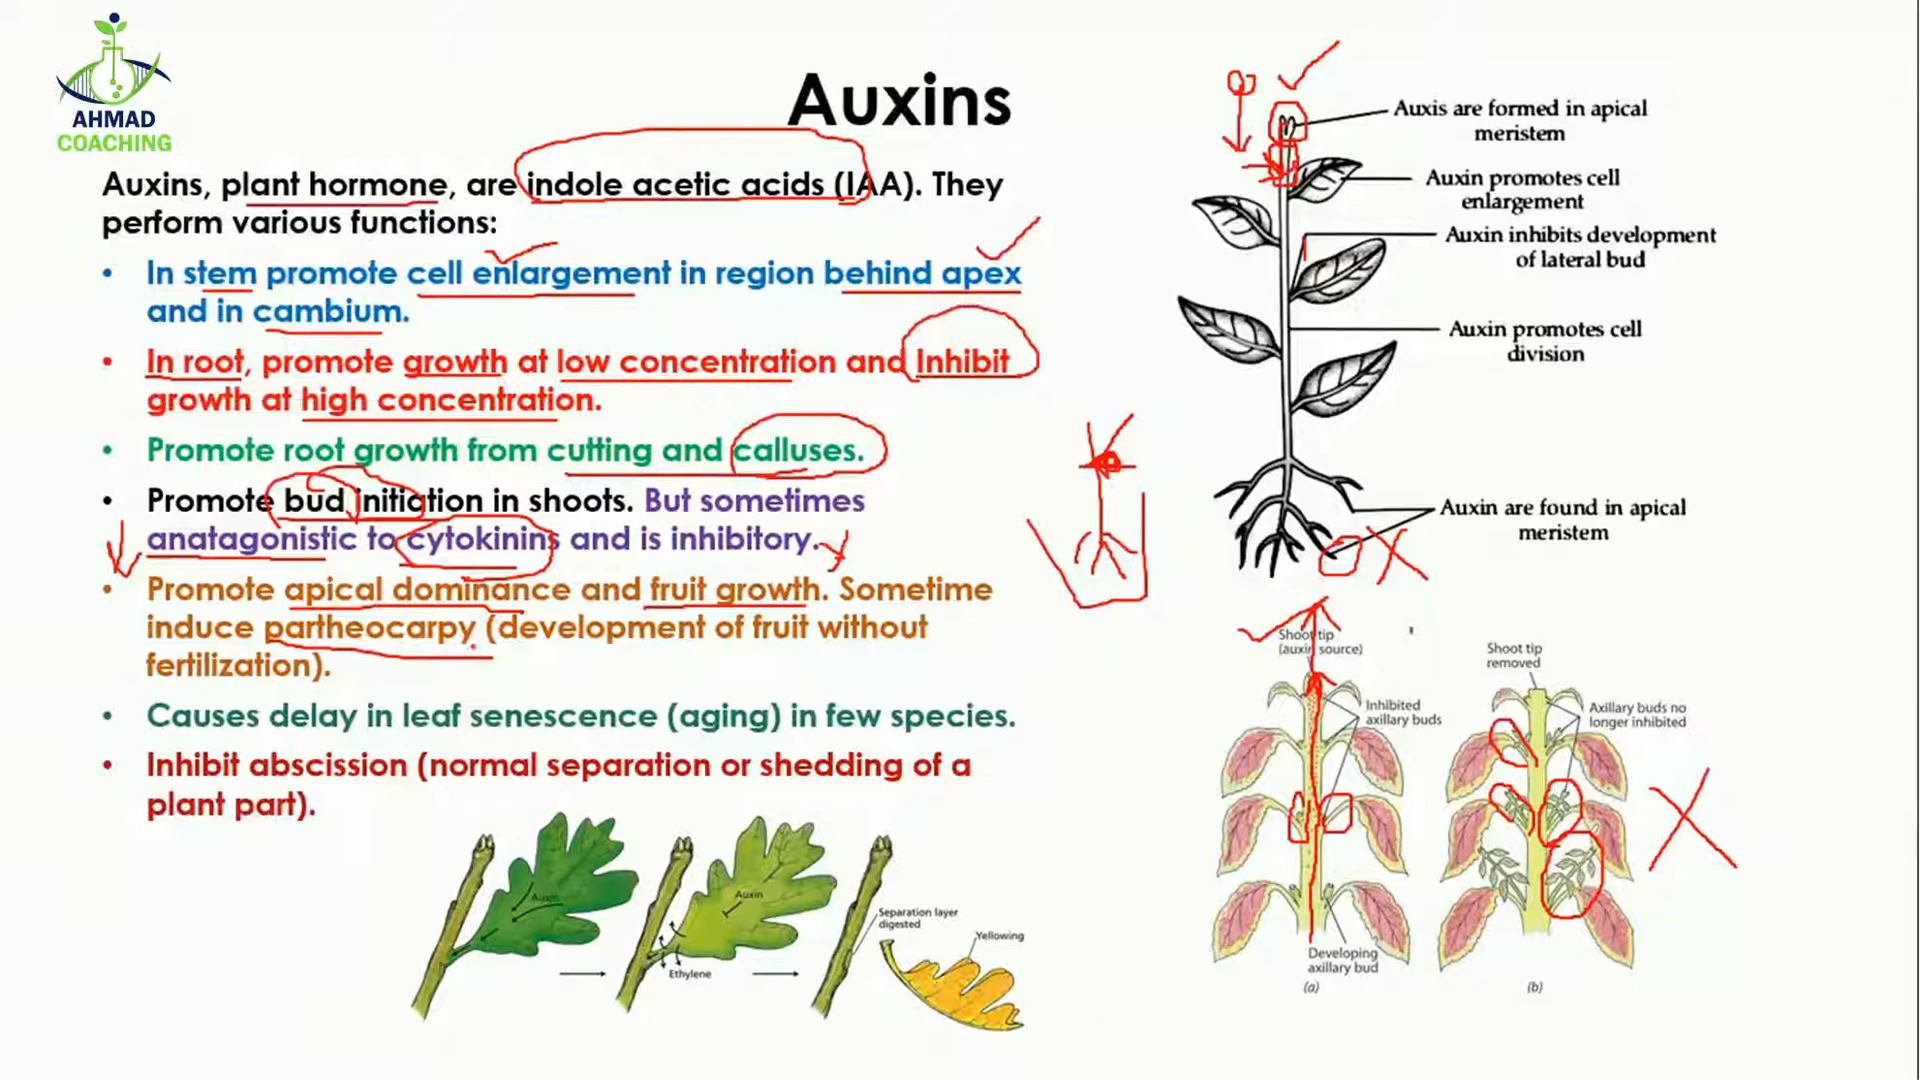 AHMAD
COACHING
Auxins
Auxins, plant hormone, are indole acetic acids (IAA). They
perform various functions:
• In stem promote cell enlargement in region behind apex
and in cambium.
• In root, promote growth at low concentration and Inhibit
growth at high concentration.
• Promote root growth from cutting and calluses.
• Promote bud initiation in shoots. But sometimes
anatagonistic to cytokinins and is inhibitory.
• Promote apical dominance and fruit growth. Sometime
induce partheocarpy (development of fruit without
fertilization).
• Causes delay in leaf senescence (aging) in few species.
• Inhibit abscission (normal separation or shedding of a
plant part).
Auxin
Auxin
Ethylene
Separation layer
digested
Yellowing
Auxis are formed in apical
meristem
Auxin promotes cell
enlargement
Auxin inhibits development
of lateral bud
Auxin promotes cell
division
Auxin are found in apical
meristem
Shoot tip
(auxin source)
Inhibited
axillary buds
Developing
axillary bud
(a)
Shoot tip
removed
Axillary buds no
longer inhibited
(b)